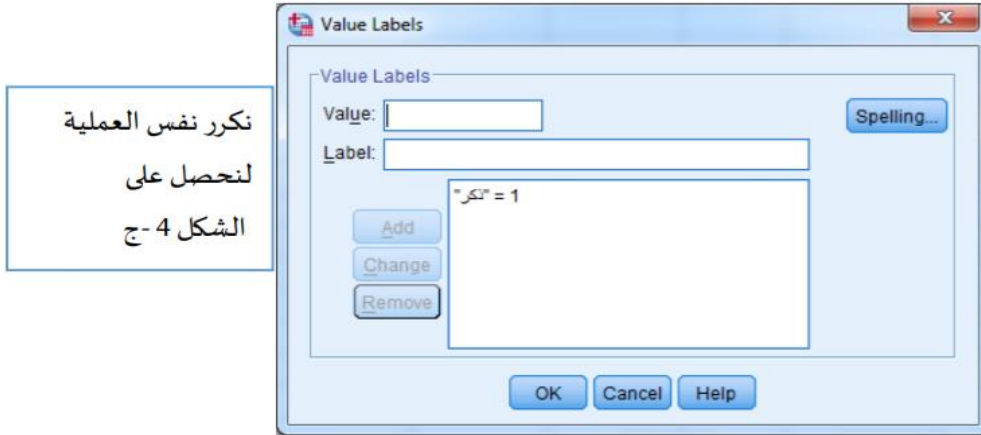 Value Labels
Value Labels
Value:
Spelling...
Label:
نكرر نفس العملية
لنحصل على
الشكل 4 -ج
1 = "ذكر"
Add
Change
Remove
OK Cancel Help